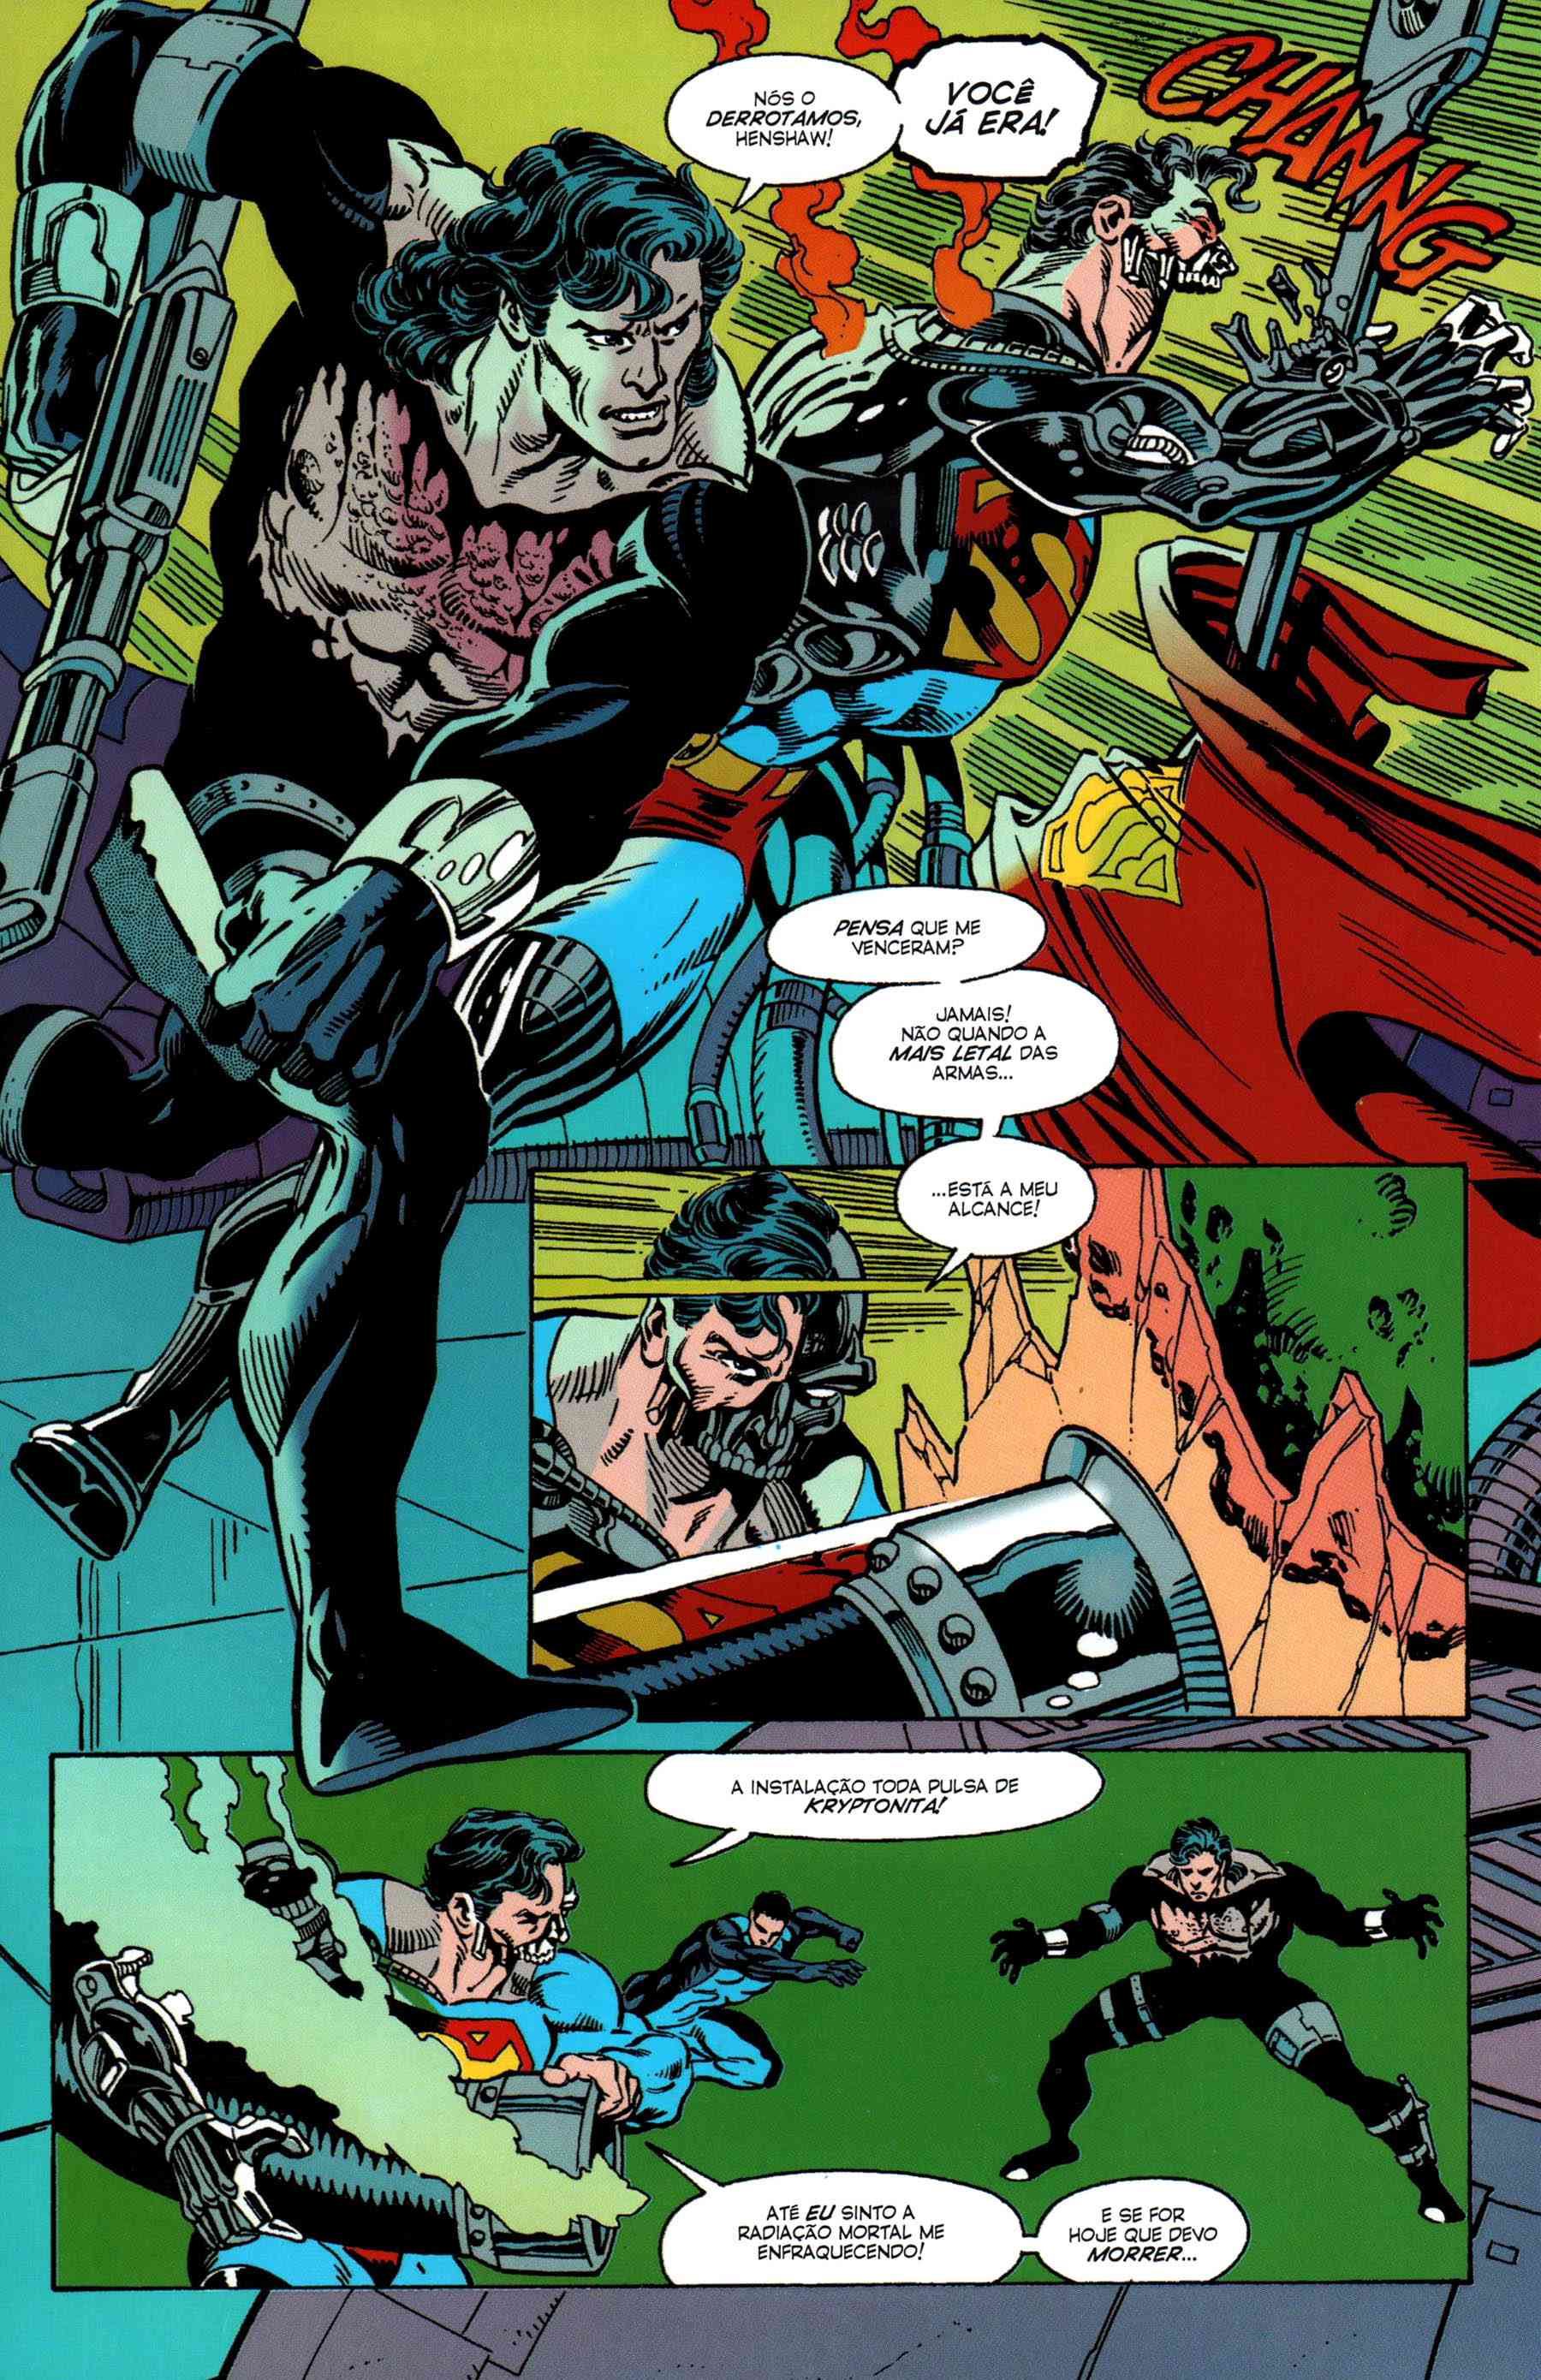 NÓS O
DERROTAMOS,
HENSHAW!
VOCÊ
JÁ ERA!
CHANNG
PENSA QUE ME
VENCERAM?
JAMAIS!
NÃO QUANDO A
MAIS LETAL DAS
ARMAS...
...ESTÁ A MEU
ALCANCE!
A INSTALAÇÃO TODA PULSA DE
KRYPTONITA!
ATÉ EU SINTO A
RADIAÇÃO MORTAL ME
ENFRAQUECENDO!
E SE FOR
HOJE QUE DEVO
MORRER...